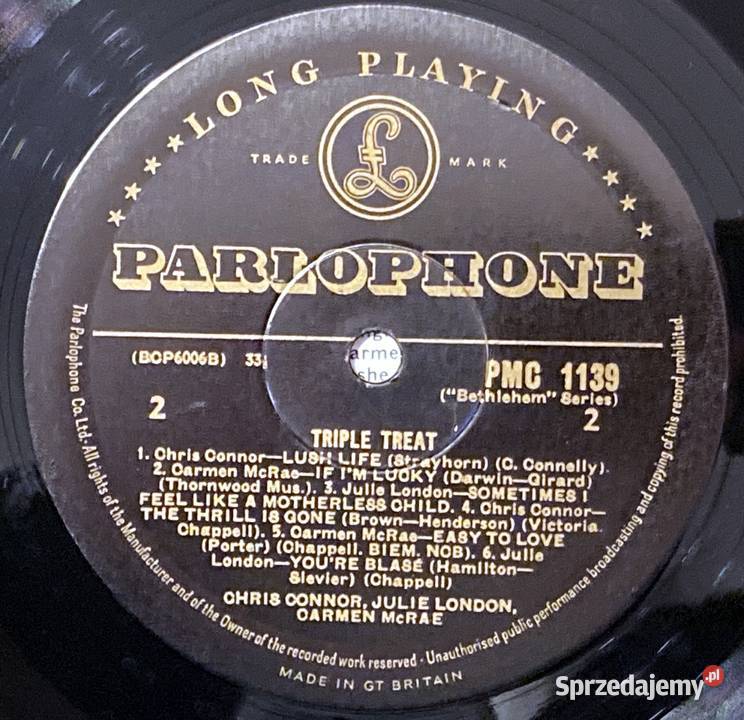 ★★★★ LONG PLAYING ★★★★
TRADE MARK
£
PARLOPHONE
(BCP6006B) 33⅓
PMC 1139
("Bethlehem" Series)
2
2
arme
she
TRIPLE TREAT
1. Chris Connor—LUSH LIFE (Strayhorn) (C. Connelly).
2. Carmen McRae—IF I'M LUCKY (Darwin—Girard)
(Thornwood Mus.). 3. Julie London—SOMETIMES I
FEEL LIKE A MOTHERLESS CHILD. 4. Chris Connor—
THE THRILL IS GONE (Brown—Henderson) (Victoria.
Chappell). 5. Carmen McRae—EASY TO LOVE
(Porter) (Chappell. BIEM. NOB). 6. Julie
London—YOU'RE BLASÉ (Hamilton—
Sievier) (Chappell)
CHRIS CONNOR, JULIE LONDON,
CARMEN McRAE
The Parlophone Co. Ltd. All rights of the Manufacturer and of the Owner of the recorded work reserved · Unauthorised public performance broadcasting and copying of this record prohibited.
MADE IN GT BRITAIN
Sprzedajemy.pl